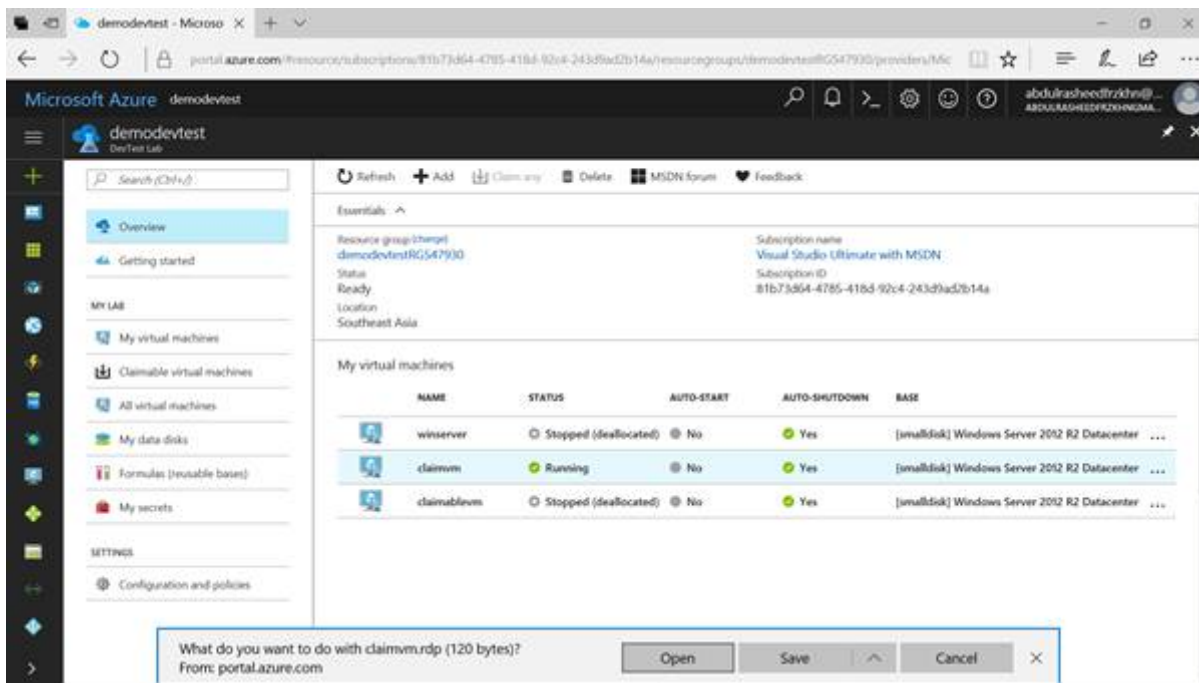 demodevtest - Microso
portal.azure.com/#resource/subscriptions/81b73d64-4785-418d-92c4-243d9ad2b14a/resourcegroups/demodevtestRG547930/providers/Mic
Microsoft Azure demodevtest
abdulrasheedfrzkhn@...
demodevtest
DevTest Lab
Search (Ctrl+/)
Refresh Add Claim any Delete MSDN forum Feedback
Essentials
Overview
Getting started
MY LAB
My virtual machines
Claimable virtual machines
All virtual machines
My data disks
Formulas (reusable bases)
My secrets
SETTINGS
Configuration and policies
Resource group (change)
demodevtestRG547930
Status
Ready
Location
Southeast Asia
Subscription name
Visual Studio Ultimate with MSDN
Subscription ID
81b73d64-4785-418d-92c4-243d9ad2b14a
My virtual machines
NAME STATUS AUTO-START AUTO-SHUTDOWN BASE
winserver Stopped (deallocated) No Yes [smalldisk] Windows Server 2012 R2 Datacenter ...
claimvm Running No Yes [smalldisk] Windows Server 2012 R2 Datacenter ...
claimablevm Stopped (deallocated) No Yes [smalldisk] Windows Server 2012 R2 Datacenter ...
What do you want to do with claimvm.rdp (120 bytes)?
From: portal.azure.com
Open Save Cancel